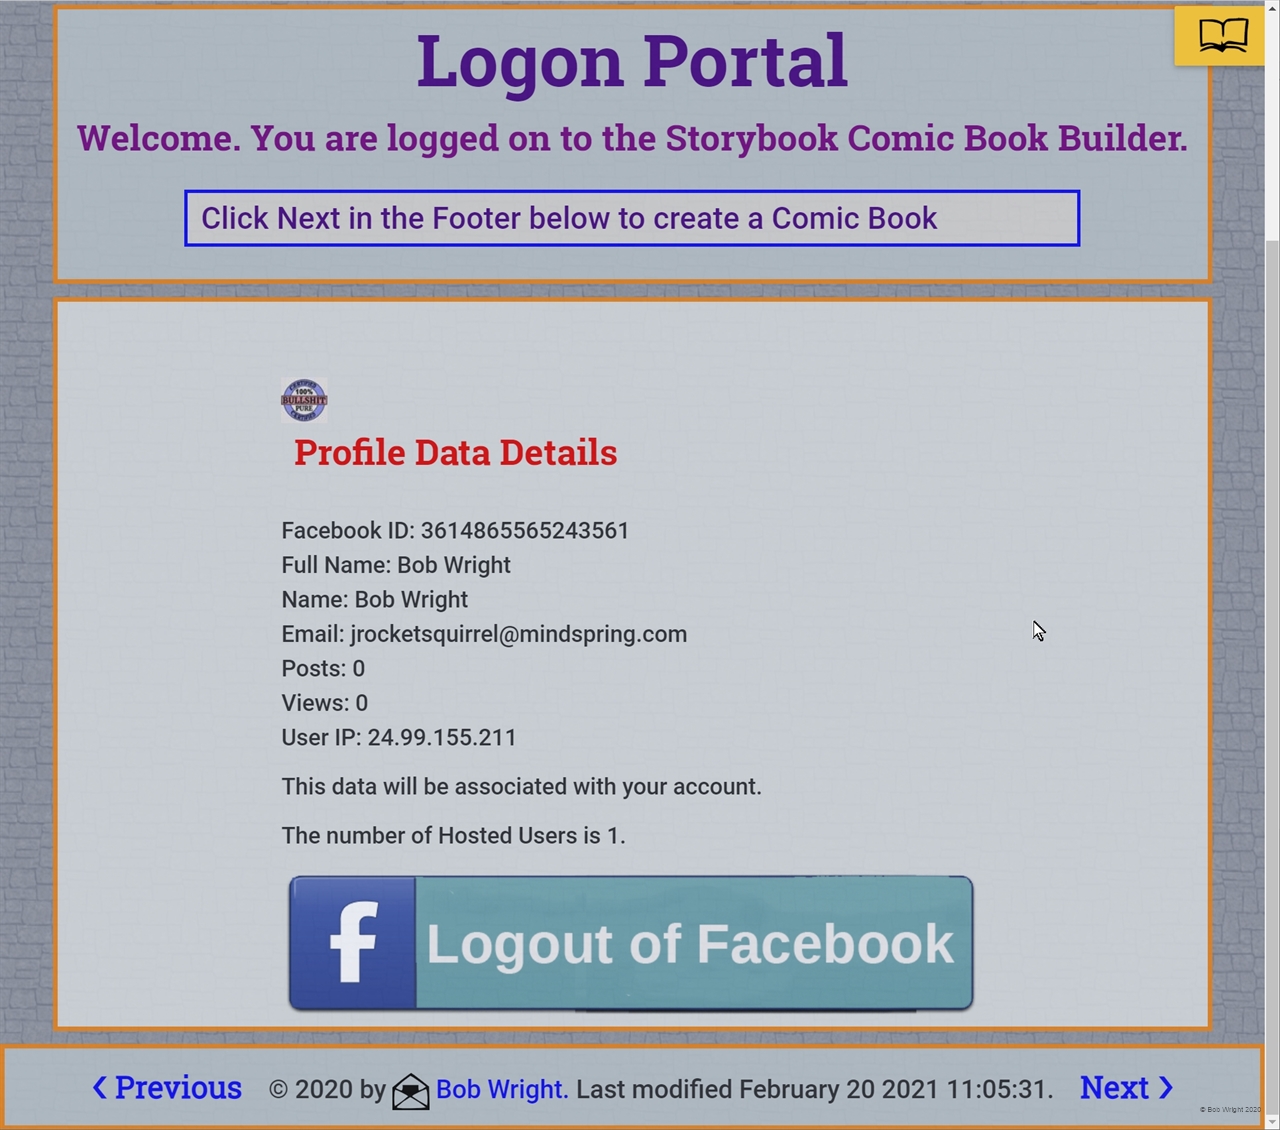 Logon Portal
Welcome. You are logged on to the Storybook Comic Book Builder.
Click Next in the Footer below to create a Comic Book
CERTIFIED
100%
BULLSHIT
PURE
Profile Data Details
Facebook ID: 3614865565243561
Full Name: Bob Wright
Name: Bob Wright
Email: jrocketsquirrel@mindspring.com
Posts: 0
Views: 0
User IP: 24.99.155.211
This data will be associated with your account.
The number of Hosted Users is 1.
f Logout of Facebook
‹ Previous © 2020 by Bob Wright. Last modified February 20 2021 11:05:31. Next ›
© Bob Wright 2020